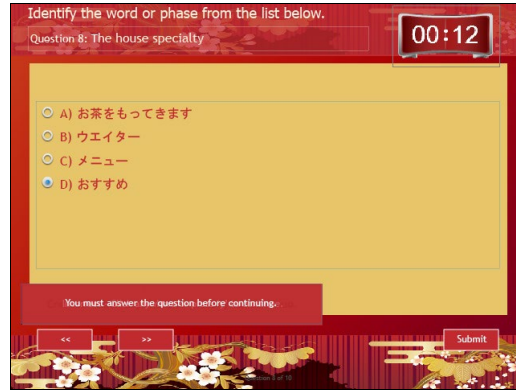 Identify the word or phase from the list below.
Question 8: The house specialty
00:12
A) お茶をもってきます
B) ウエイター
C) メニュー
D) おすすめ
You must answer the question before continuing.
<< >> Submit